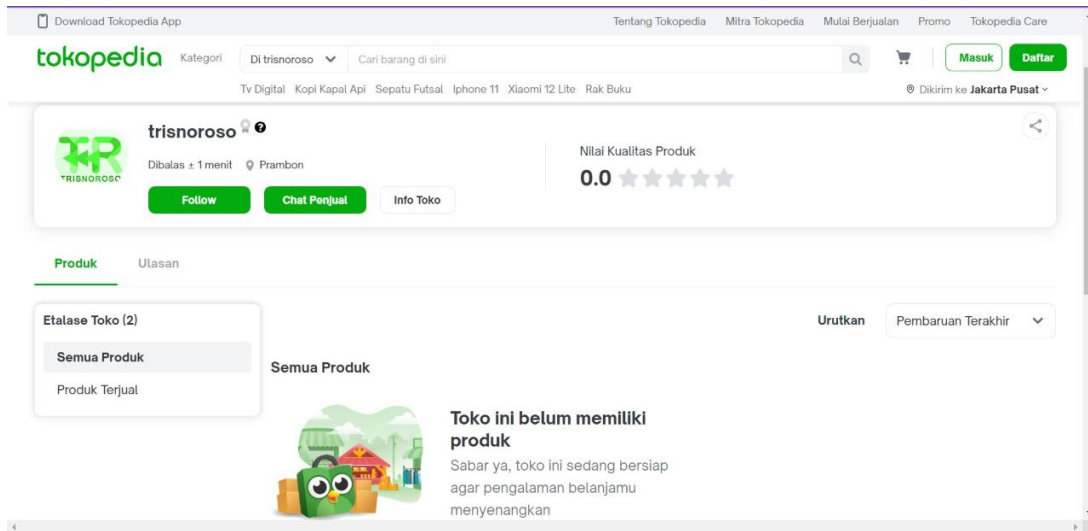 Download Tokopedia App Tentang Tokopedia Mitra Tokopedia Mulai Berjualan Promo Tokopedia Care
tokopedia Kategori Di trisnoroso Cari barang di sini Masuk Daftar
Tv Digital Kopi Kapal Api Sepatu Futsal Iphone 11 Xiaomi 12 Lite Rak Buku Dikirim ke Jakarta Pusat
TR
TRISNOROSO
trisnoroso
Dibalas ± 1 menit Prambon
Follow Chat Penjual Info Toko
Nilai Kualitas Produk
0.0
Produk Ulasan
Etalase Toko (2)
Semua Produk
Produk Terjual
Urutkan Pembaruan Terakhir
Semua Produk
Toko ini belum memiliki
produk
Sabar ya, toko ini sedang bersiap
agar pengalaman belanjamu
menyenangkan